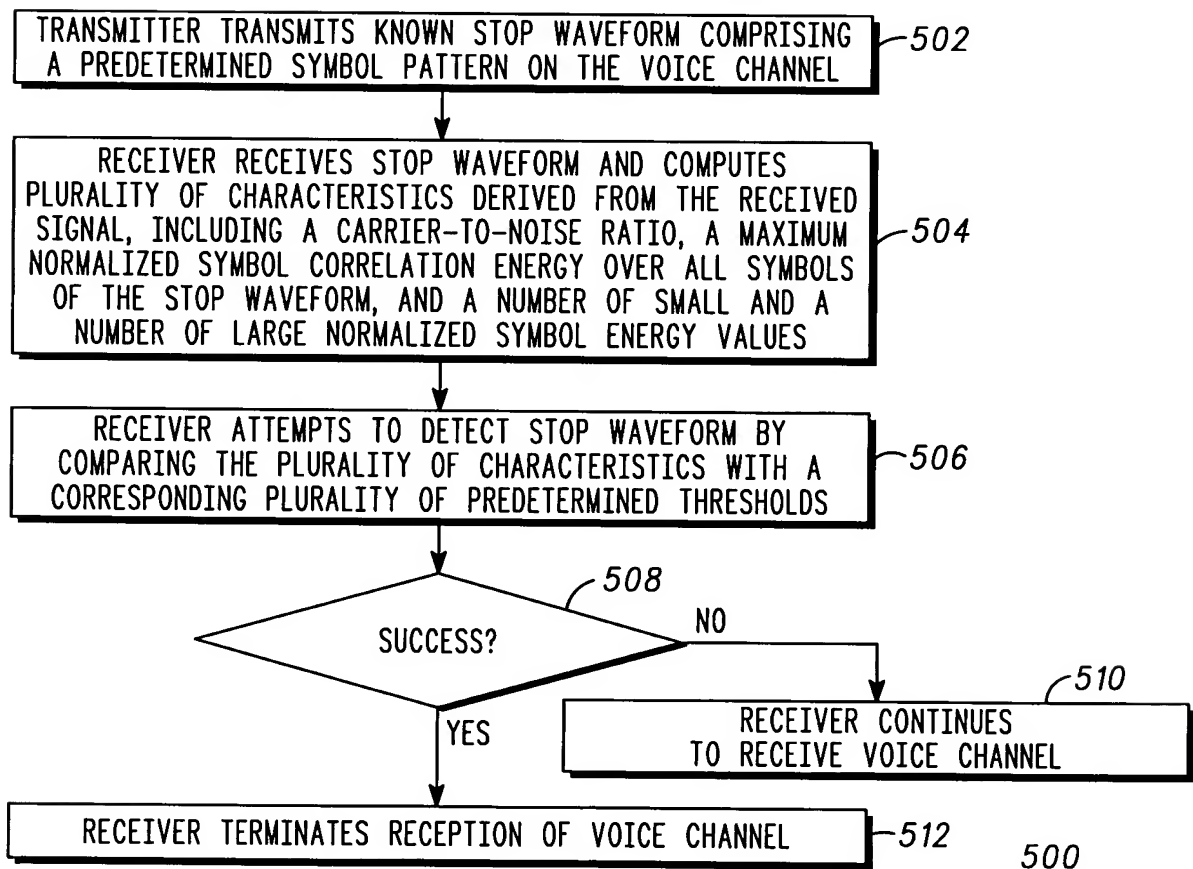 TRANSMITTER TRANSMITS KNOWN STOP WAVEFORM COMPRISING
A PREDETERMINED SYMBOL PATTERN ON THE VOICE CHANNEL
502
RECEIVER RECEIVES STOP WAVEFORM AND COMPUTES
PLURALITY OF CHARACTERISTICS DERIVED FROM THE RECEIVED
SIGNAL, INCLUDING A CARRIER-TO-NOISE RATIO, A MAXIMUM
NORMALIZED SYMBOL CORRELATION ENERGY OVER ALL SYMBOLS
OF THE STOP WAVEFORM, AND A NUMBER OF SMALL AND A
NUMBER OF LARGE NORMALIZED SYMBOL ENERGY VALUES
504
RECEIVER ATTEMPTS TO DETECT STOP WAVEFORM BY
COMPARING THE PLURALITY OF CHARACTERISTICS WITH A
CORRESPONDING PLURALITY OF PREDETERMINED THRESHOLDS
506
508
SUCCESS?
NO
YES
510
RECEIVER CONTINUES
TO RECEIVE VOICE CHANNEL
RECEIVER TERMINATES RECEPTION OF VOICE CHANNEL
512
500